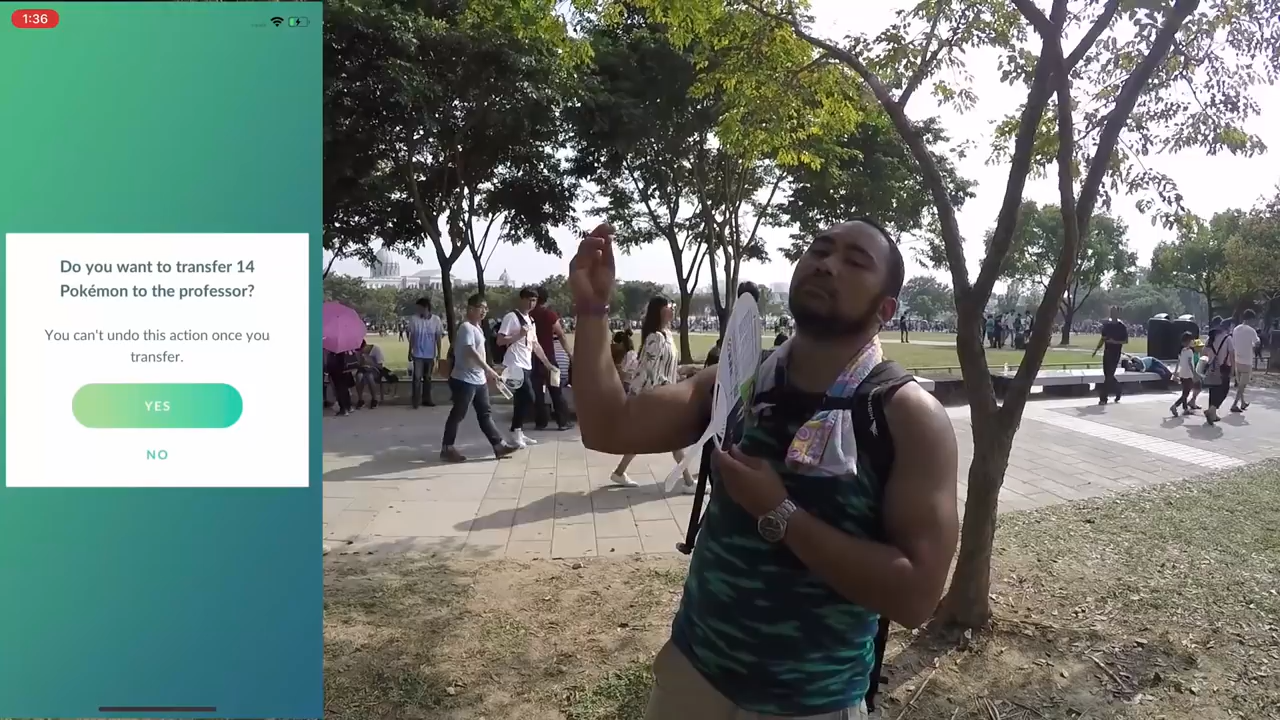 1:36
Do you want to transfer 14
Pokémon to the professor?
You can't undo this action once you
transfer.
YES
NO